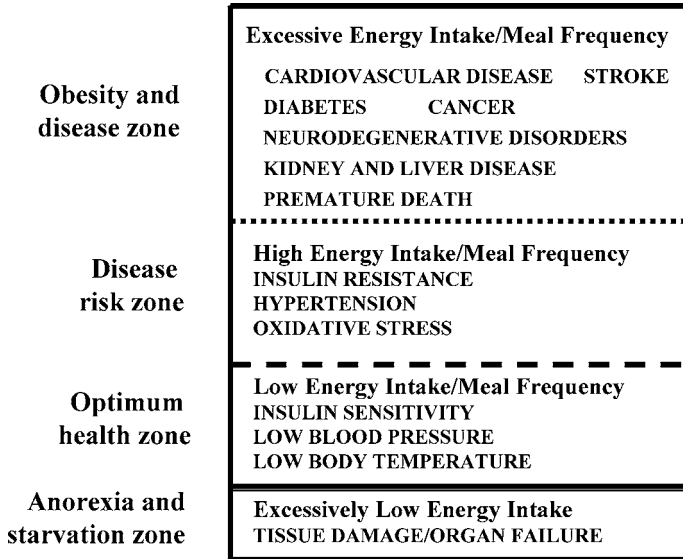 Obesity and
disease zone
Excessive Energy Intake/Meal Frequency
CARDIOVASCULAR DISEASE STROKE
DIABETES CANCER
NEURODEGENERATIVE DISORDERS
KIDNEY AND LIVER DISEASE
PREMATURE DEATH
Disease
risk zone
High Energy Intake/Meal Frequency
INSULIN RESISTANCE
HYPERTENSION
OXIDATIVE STRESS
Optimum
health zone
Low Energy Intake/Meal Frequency
INSULIN SENSITIVITY
LOW BLOOD PRESSURE
LOW BODY TEMPERATURE
Anorexia and
starvation zone
Excessively Low Energy Intake
TISSUE DAMAGE/ORGAN FAILURE